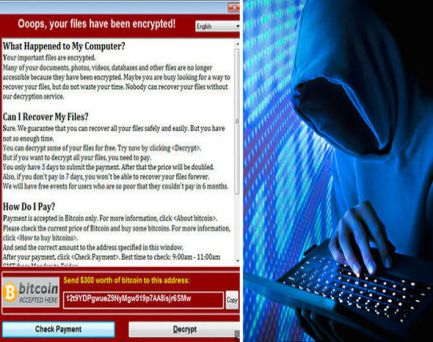 Ooops, your files have been encrypted!
English
What Happened to My Computer?
Your important files are encrypted.
Many of your documents, photos, videos, databases and other files are no longer
accessible because they have been encrypted. Maybe you are busy looking for a way to
recover your files, but do not waste your time. Nobody can recover your files without
our decryption service.
Can I Recover My Files?
Sure. We guarantee that you can recover all your files safely and easily. But you have
not so enough time.
You can decrypt some of your files for free. Try now by clicking <Decrypt>.
But if you want to decrypt all your files, you need to pay.
You only have 3 days to submit the payment. After that the price will be doubled.
Also, if you don't pay in 7 days, you won't be able to recover your files forever.
We will have free events for users who are so poor that they couldn't pay in 6 months.
How Do I Pay?
Payment is accepted in Bitcoin only. For more information, click <About bitcoin>.
Please check the current price of Bitcoin and buy some bitcoins. For more information,
click <How to buy bitcoins>.
And send the correct amount to the address specified in this window.
After your payment, click <Check Payment>. Best time to check: 9:00am - 11:00am
bitcoin
ACCEPTED HERE
Send $300 worth of bitcoin to this address:
12t9YDPgwueZ9NyMgw519p7AA8isjr6SMw
Copy
Check Payment
Decrypt